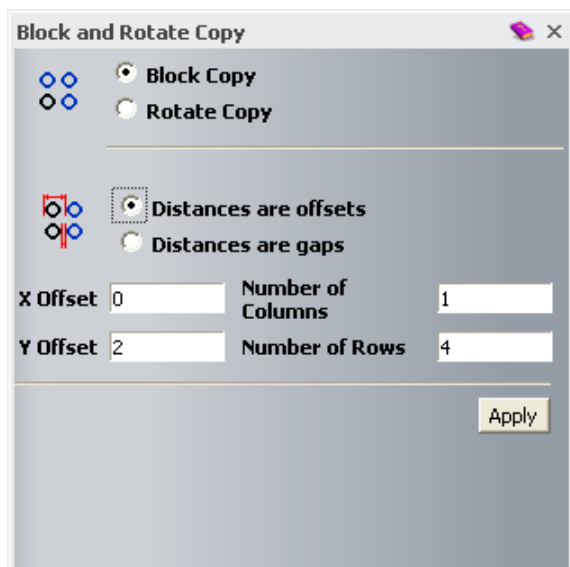 Block and Rotate Copy
Block Copy
Rotate Copy
Distances are offsets
Distances are gaps
X Offset 0 Number of Columns 1
Y Offset 2 Number of Rows 4
Apply